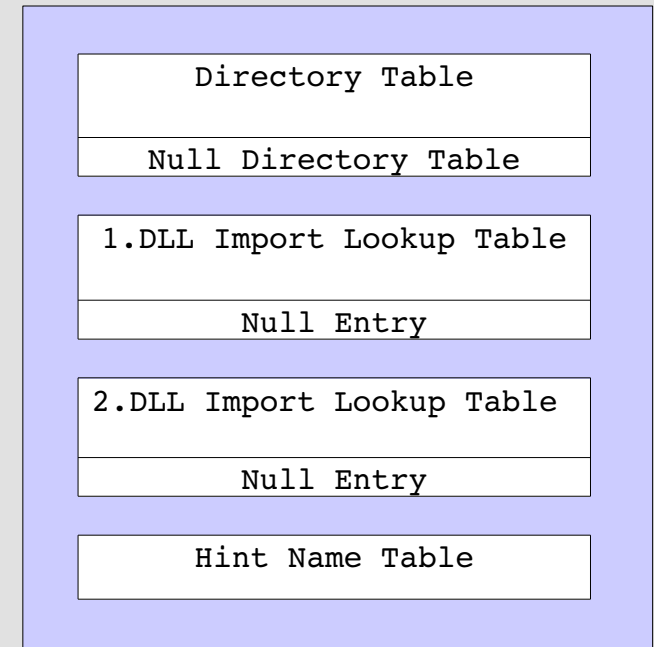 Directory Table
Null Directory Table
1.DLL Import Lookup Table
Null Entry
2.DLL Import Lookup Table
Null Entry
Hint Name Table